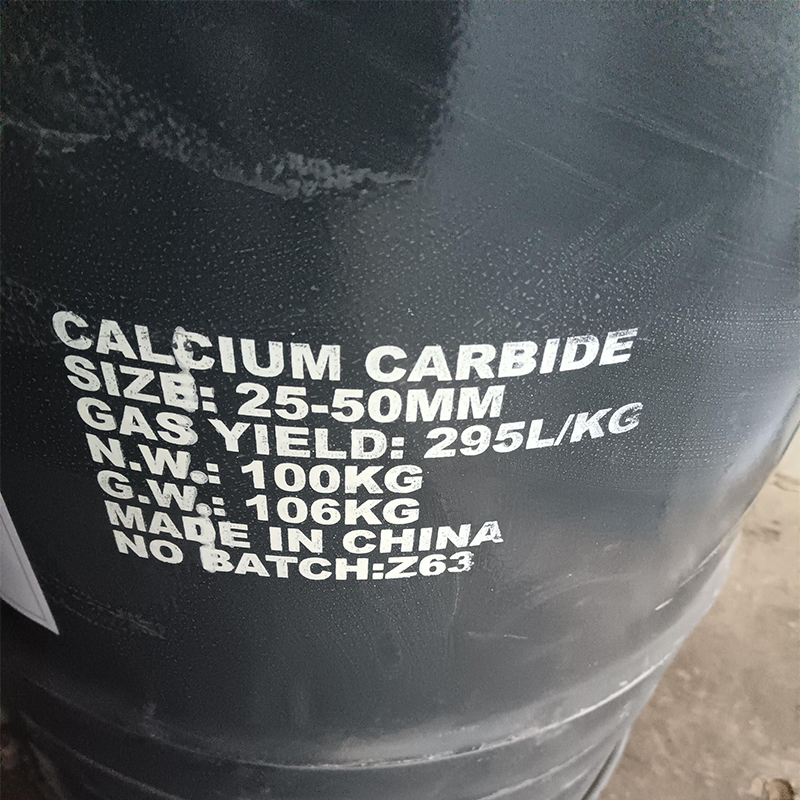 CALCIUM CARBIDE
SIZE: 25-50MM
GAS YIELD: 295L/KG
N.W.: 100KG
G.W.: 106KG
MADE IN CHINA
NO BATCH:Z63